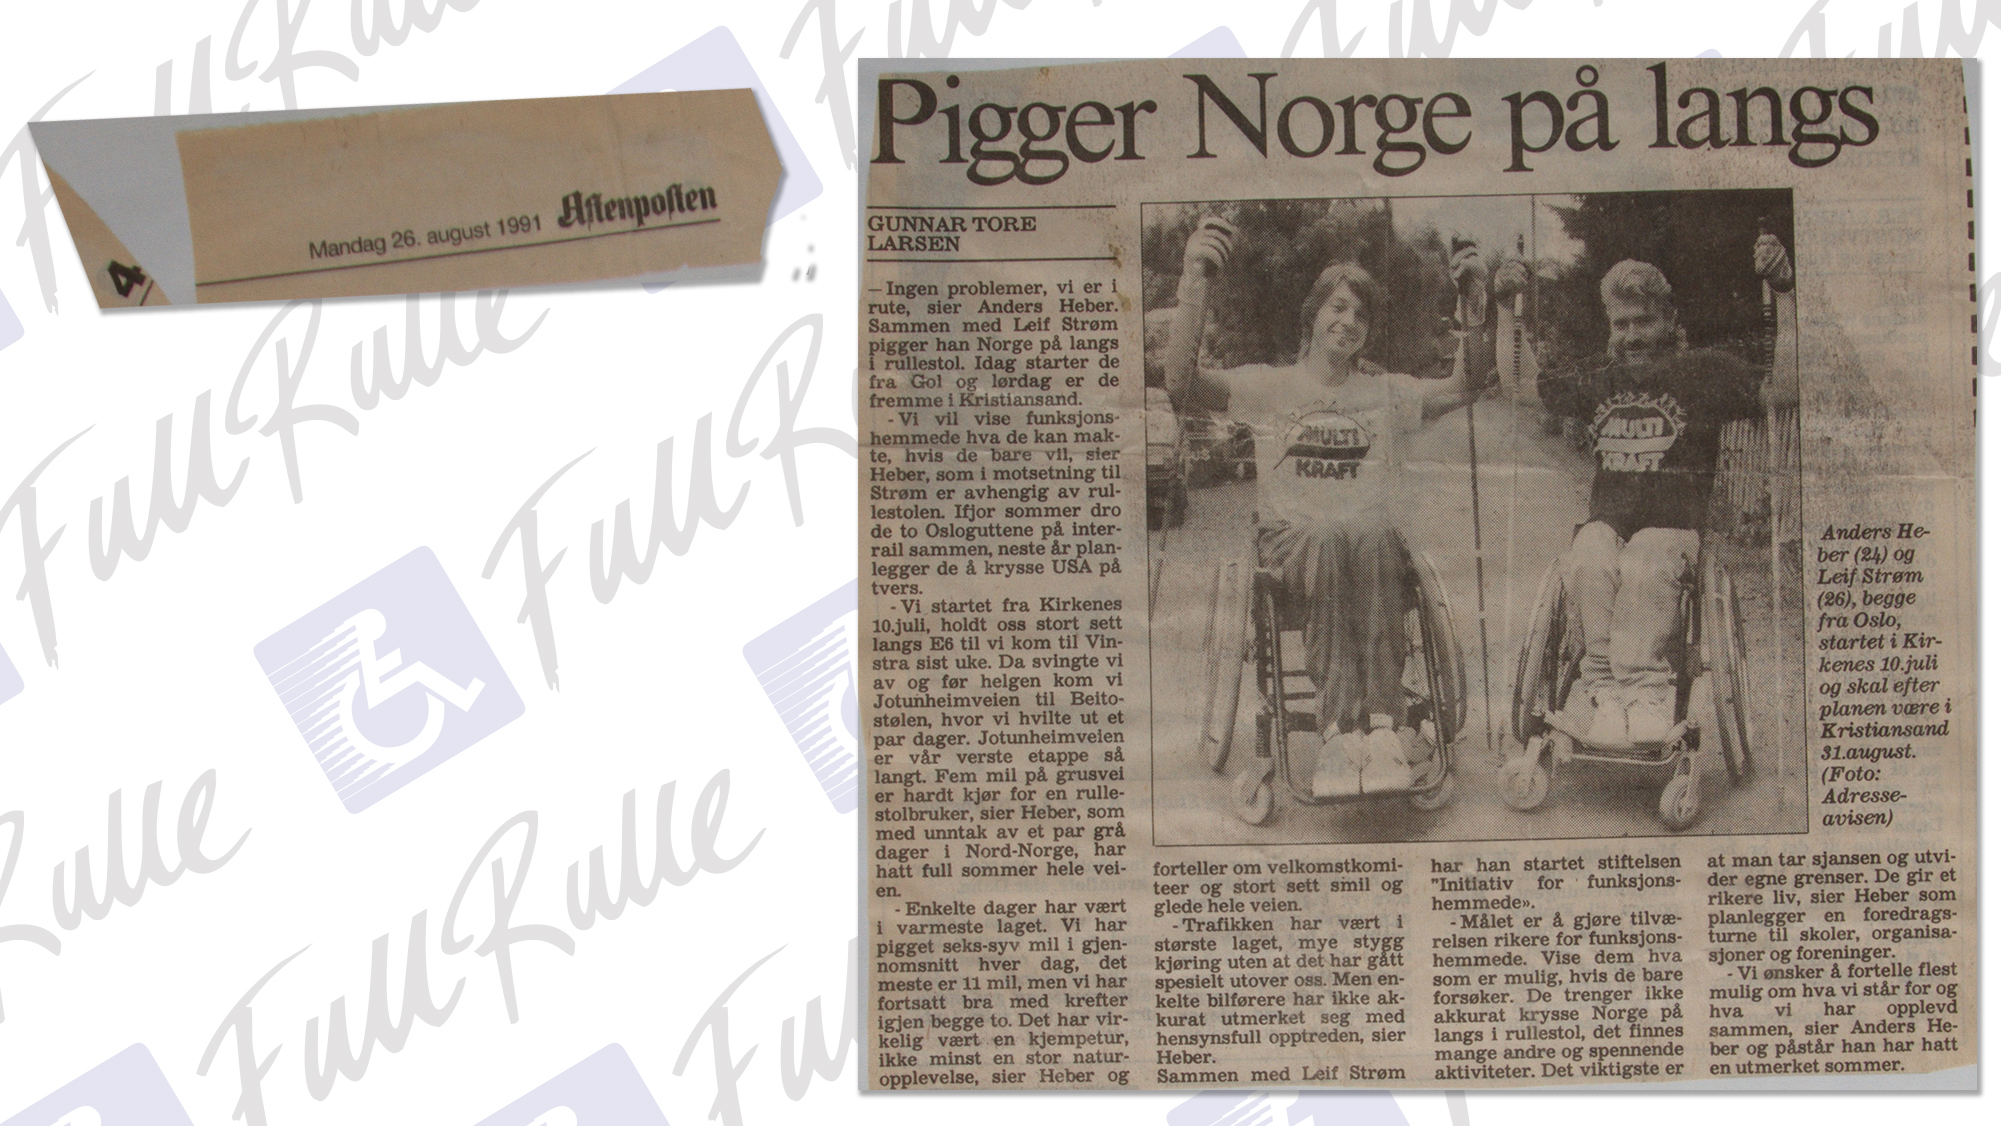 4
Mandag 26. august 1991 Aftenposten
Pigger Norge på langs
GUNNAR TORE
LARSEN
– Ingen problemer, vi er i
rute, sier Anders Heber.
Sammen med Leif Strøm
pigger han Norge på langs
i rullestol. Idag starter de
fra Gol og lørdag er de
fremme i Kristiansand.
- Vi vil vise funksjons-
hemmede hva de kan mak-
te, hvis de bare vil, sier
Heber, som i motsetning til
Strøm er avhengig av rul-
lestolen. Ifjor sommer dro
de to Osloguttene på inter-
rail sammen, neste år plan-
legger de å krysse USA på
tvers.
- Vi startet fra Kirkenes
10.juli, holdt oss stort sett
langs E6 til vi kom til Vin-
stra sist uke. Da svingte vi
av og før helgen kom vi
Jotunheimveien til Beito-
stølen, hvor vi hvilte ut et
par dager. Jotunheimveien
er vår verste etappe så
langt. Fem mil på grusvei
er hardt kjør for en rulle-
stolbruker, sier Heber, som
med unntak av et par grå
dager i Nord-Norge, har
hatt full sommer hele vei-
en.
- Enkelte dager har vært
i varmeste laget. Vi har
pigget seks-syv mil i gjen-
nomsnitt hver dag, det
meste er 11 mil, men vi har
fortsatt bra med krefter
igjen begge to. Det har vir-
kelig vært en kjempetur,
ikke minst en stor natur-
opplevelse, sier Heber og
MULTI
KRAFT
MULTI
KRAFT
Anders He-
ber (24) og
Leif Strøm
(26), begge
fra Oslo,
startet i Kir-
kenes 10.juli
og skal efter
planen være i
Kristiansand
31.august.
(Foto:
Adresse-
avisen)
forteller om velkomstkomi-
teer og stort sett smil og
glede hele veien.
- Trafikken har vært i
største laget, mye stygg
kjøring uten at det har gått
spesielt utover oss. Men en-
kelte bilførere har ikke ak-
kurat utmerket seg med
hensynsfull opptreden, sier
Heber.
Sammen med Leif Strøm
har han startet stiftelsen
"Initiativ for funksjons-
hemmede».
- Målet er å gjøre tilvæ-
relsen rikere for funksjons-
hemmede. Vise dem hva
som er mulig, hvis de bare
forsøker. De trenger ikke
akkurat krysse Norge på
langs i rullestol, det finnes
mange andre og spennende
aktiviteter. Det viktigste er
at man tar sjansen og utvi-
der egne grenser. De gir et
rikere liv, sier Heber som
planlegger en foredrags-
turne til skoler, organisa-
sjoner og foreninger.
- Vi ønsker å fortelle flest
mulig om hva vi står for og
hva vi har opplevd
sammen, sier Anders He-
ber og påstår han har hatt
en utmerket sommer.
Full Rulle
Full Rulle
Full Rulle
Full Rulle